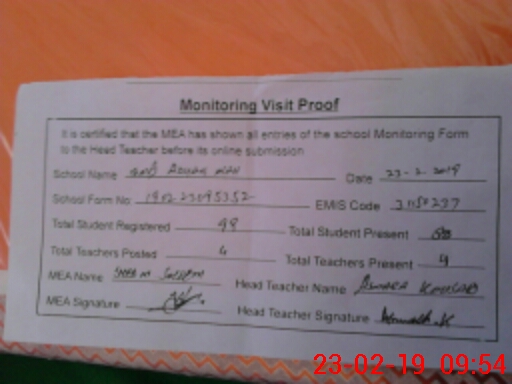 Monitoring Visit Proof
It is certified that the MEA has shown all entries of the school Monitoring Form
to the Head Teacher before its online submission
School Name Date 23-2-2019
School Form No 1902-23095352 EMIS Code 31150237
Total Student Registered 98 Total Student Present
Total Teachers Posted Total Teachers Present 4
MEA Name Head Teacher Name
MEA Signature Head Teacher Signature
23-02-19 09:54